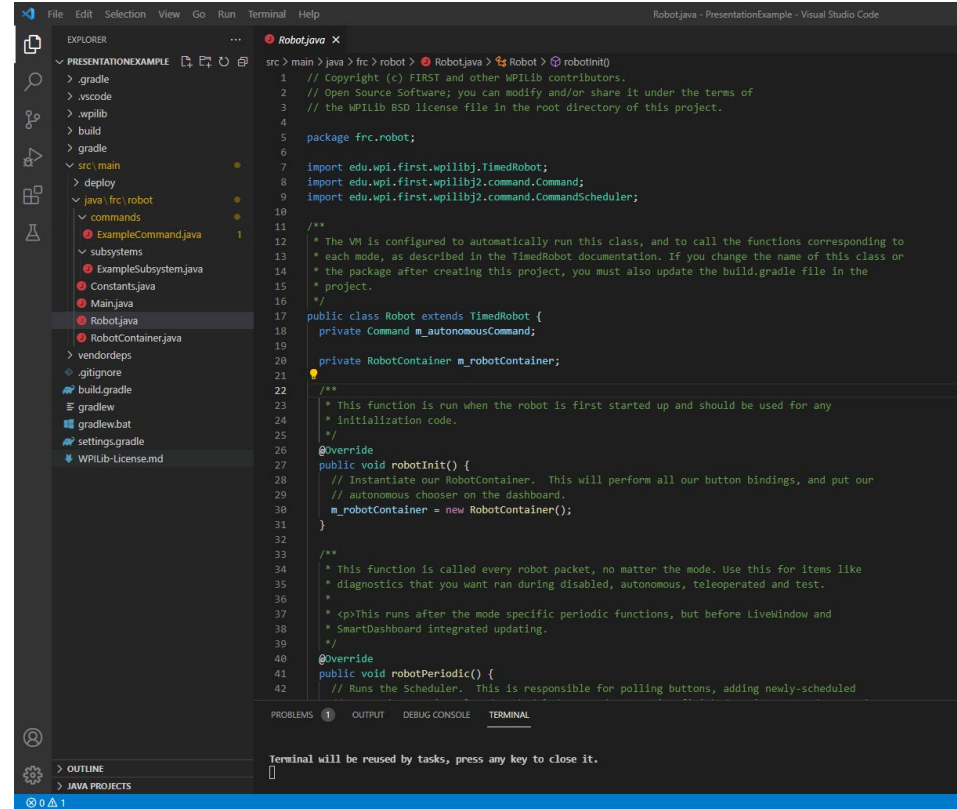 File Edit Selection View Go Run Terminal Help
Robot.java - PresentationExample - Visual Studio Code
EXPLORER
PRESENTATIONEXAMPLE
> .gradle
> .vscode
> .wpilib
> build
> gradle
src\main
> deploy
java\frc\robot
commands
ExampleCommand.java 1
subsystems
ExampleSubsystem.java
Constants.java
Main.java
Robot.java
RobotContainer.java
> vendordeps
.gitignore
build.gradle
gradlew
gradlew.bat
settings.gradle
WPILib-License.md
> OUTLINE
> JAVA PROJECTS
0 1
Robot.java ×
src > main > java > frc > robot > Robot.java > Robot > robotInit()
1 // Copyright (c) FIRST and other WPILib contributors.
2 // Open Source Software; you can modify and/or share it under the terms of
3 // the WPILib BSD license file in the root directory of this project.
4
5 package frc.robot;
6
7 import edu.wpi.first.wpilibj.TimedRobot;
8 import edu.wpi.first.wpilibj2.command.Command;
9 import edu.wpi.first.wpilibj2.command.CommandScheduler;
10
11 /**
12 * The VM is configured to automatically run this class, and to call the functions corresponding to
13 * each mode, as described in the TimedRobot documentation. If you change the name of this class or
14 * the package after creating this project, you must also update the build.gradle file in the
15 * project.
16 */
17 public class Robot extends TimedRobot {
18 private Command m_autonomousCommand;
19
20 private RobotContainer m_robotContainer;
21
22 /**
23 * This function is run when the robot is first started up and should be used for any
24 * initialization code.
25 */
26 @Override
27 public void robotInit() {
28 // Instantiate our RobotContainer.  This will perform all our button bindings, and put our
29 // autonomous chooser on the dashboard.
30 m_robotContainer = new RobotContainer();
31 }
32
33 /**
34 * This function is called every robot packet, no matter the mode. Use this for items like
35 * diagnostics that you want ran during disabled, autonomous, teleoperated and test.
36 *
37 * <p>This runs after the mode specific periodic functions, but before LiveWindow and
38 * SmartDashboard integrated updating.
39 */
40 @Override
41 public void robotPeriodic() {
42 // Runs the Scheduler.  This is responsible for polling buttons, adding newly-scheduled
PROBLEMS 1 OUTPUT DEBUG CONSOLE TERMINAL
Terminal will be reused by tasks, press any key to close it.